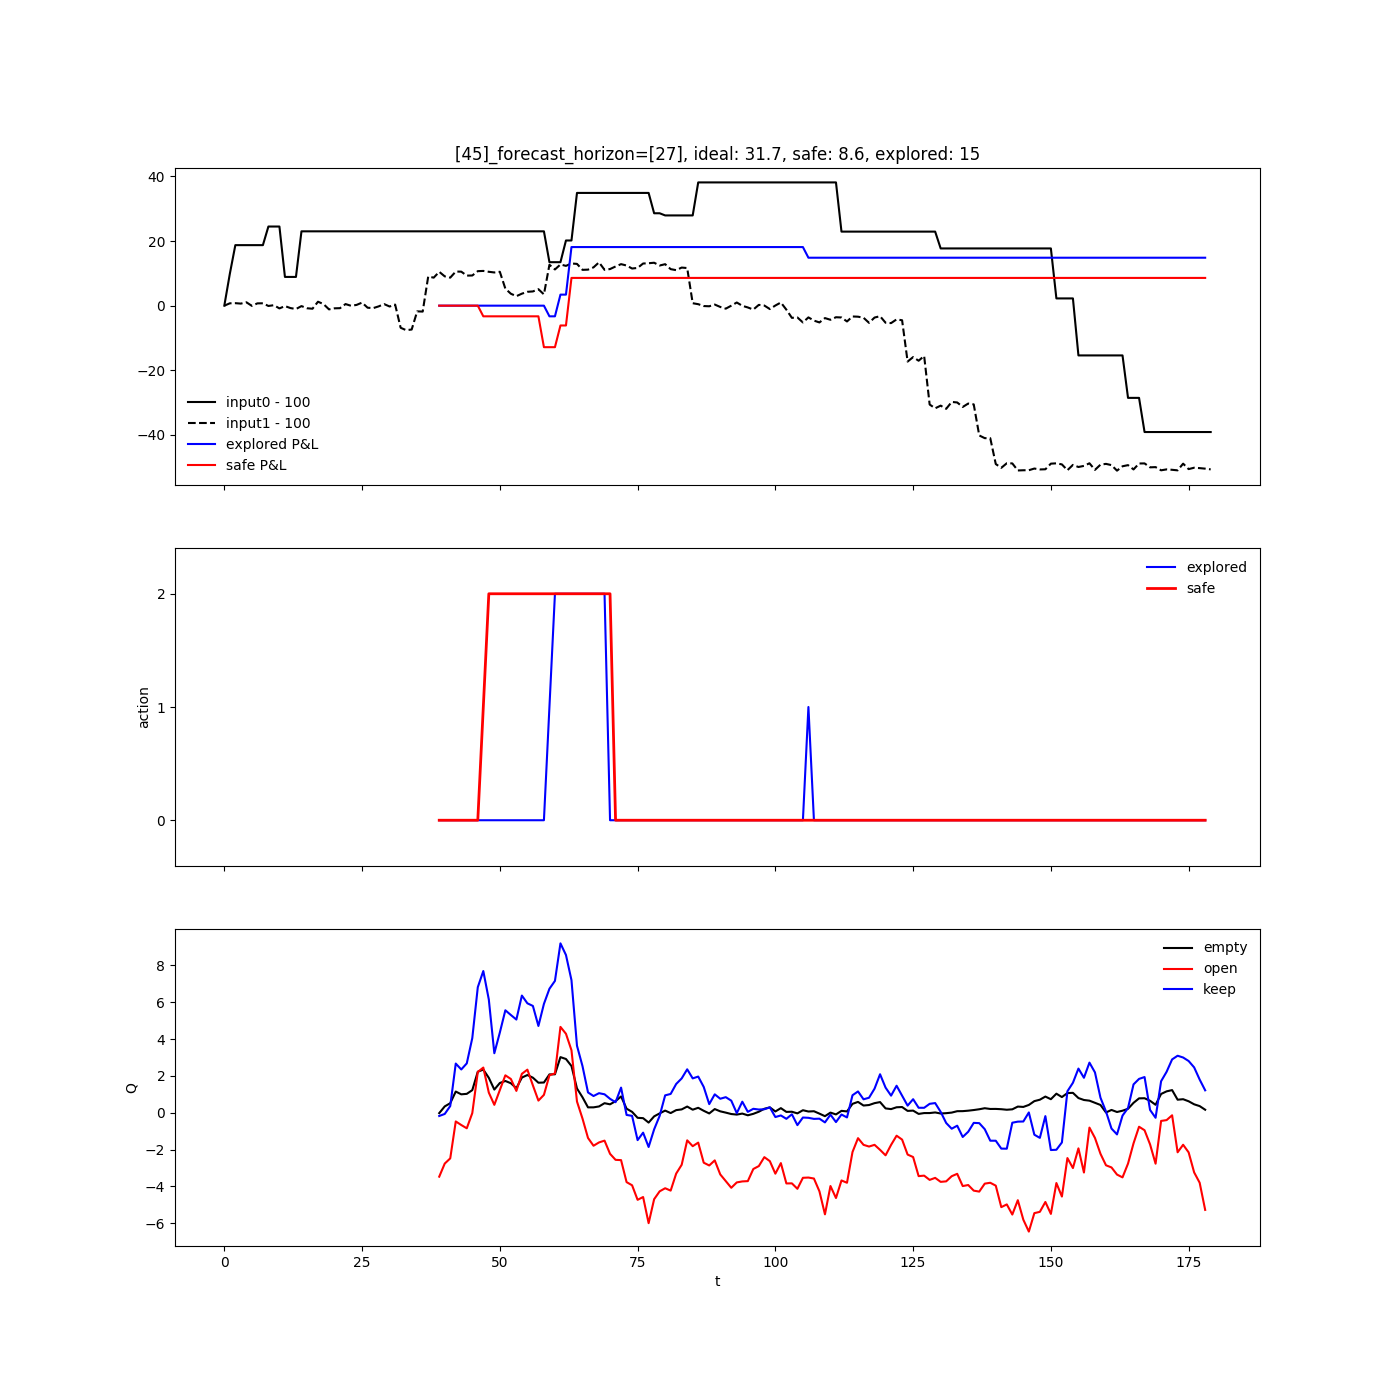 [45]_forecast_horizon=[27], ideal: 31.7, safe: 8.6, explored: 15
40
20
0
−20
−40
input0 - 100
input1 - 100
explored P&L
safe P&L
2
1
0
action
explored
safe
8
6
4
2
0
−2
−4
−6
Q
empty
open
keep
0 25 50 75 100 125 150 175
t